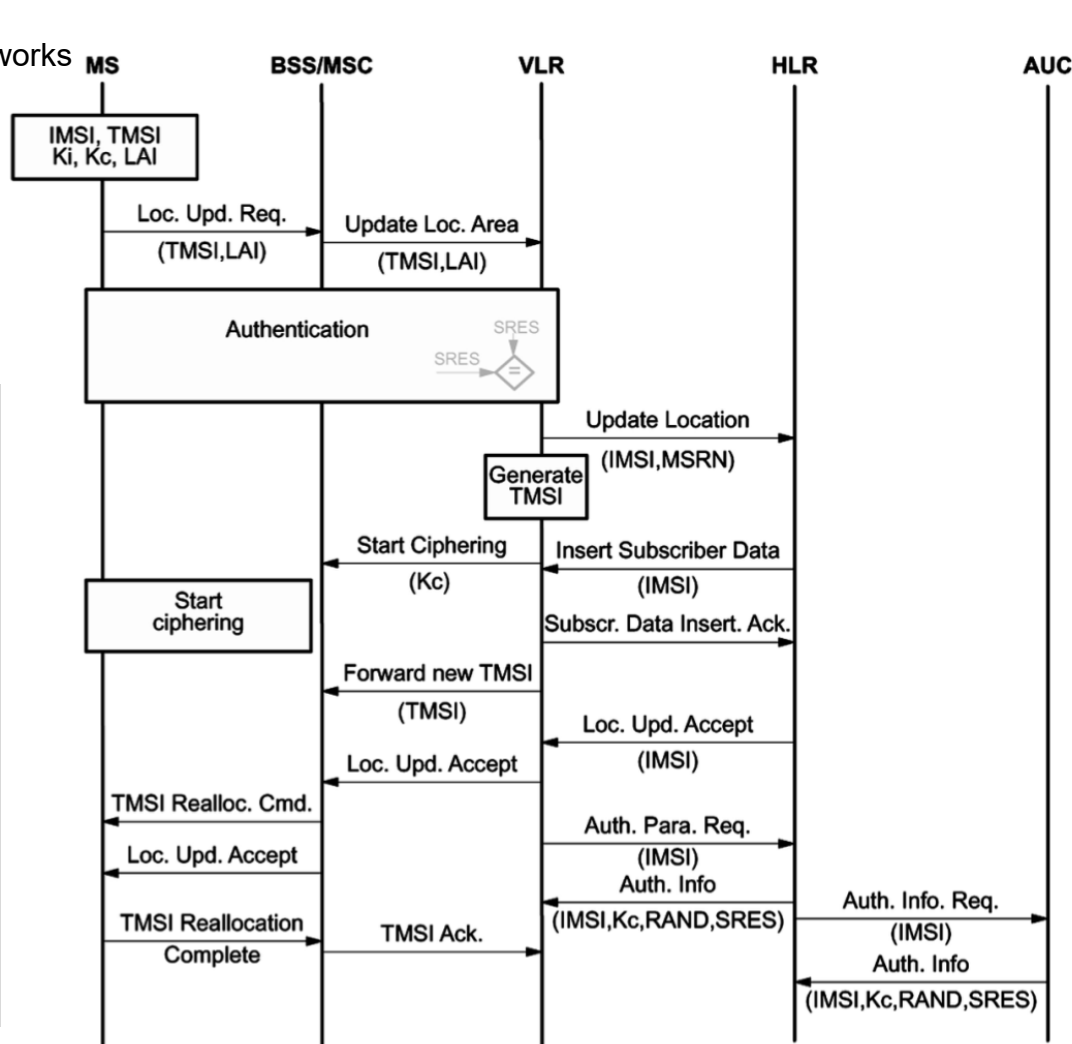 works
MS BSS/MSC VLR HLR AUC
IMSI, TMSI
Ki, Kc, LAI
Loc. Upd. Req.
(TMSI,LAI)
Update Loc. Area
(TMSI,LAI)
Authentication
SRES
SRES
=
Update Location
(IMSI,MSRN)
Generate
TMSI
Start Ciphering
(Kc)
Insert Subscriber Data
(IMSI)
Start
ciphering
Subscr. Data Insert. Ack.
Forward new TMSI
(TMSI)
Loc. Upd. Accept
(IMSI)
Loc. Upd. Accept
TMSI Realloc. Cmd.
Auth. Para. Req.
(IMSI)
Loc. Upd. Accept
Auth. Info
(IMSI,Kc,RAND,SRES)
Auth. Info. Req.
(IMSI)
TMSI Reallocation
Complete
TMSI Ack.
Auth. Info
(IMSI,Kc,RAND,SRES)